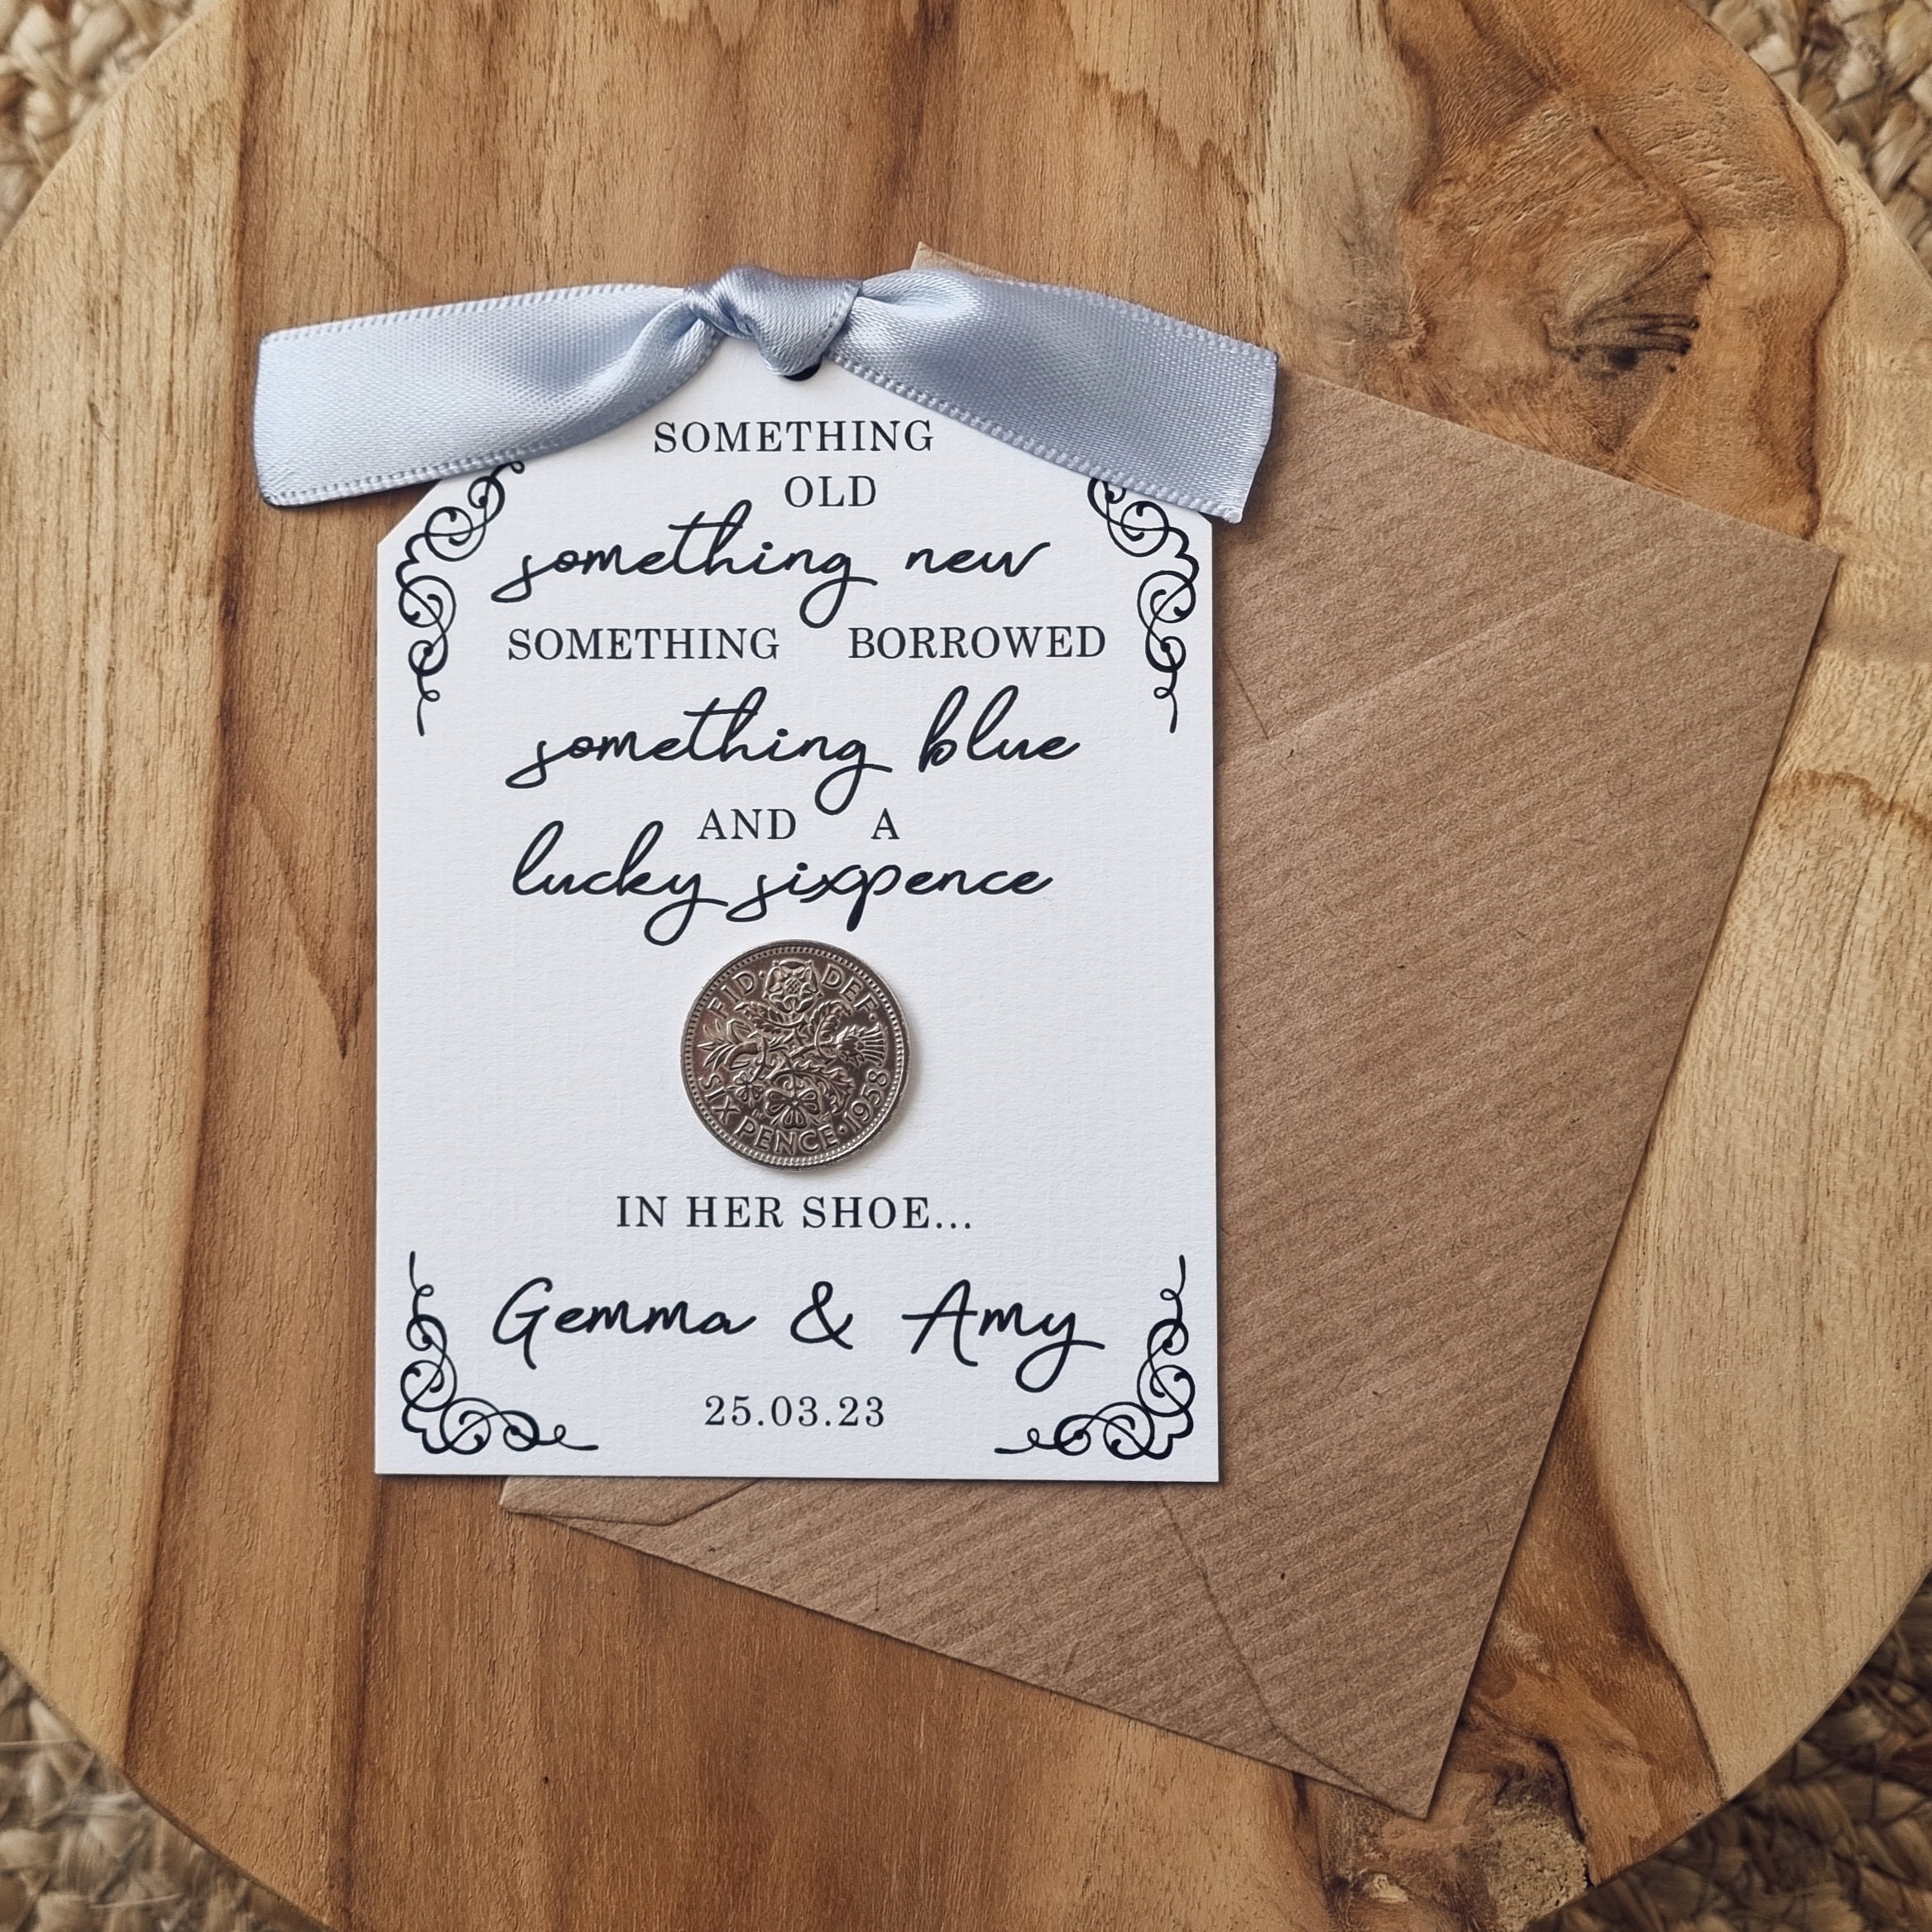 SOMETHING
OLD
something new
SOMETHING BORROWED
something blue
AND A
lucky sixpence
FID · DEF ·
SIX PENCE · 1958
IN HER SHOE...
Gemma & Amy
25.03.23